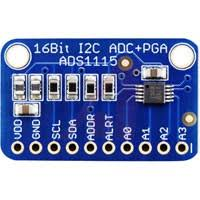 16Bit I2C ADC+PGA
ADS1115
VDD GND SCL SDA ADDR ALRT A0 A1 A2 A3